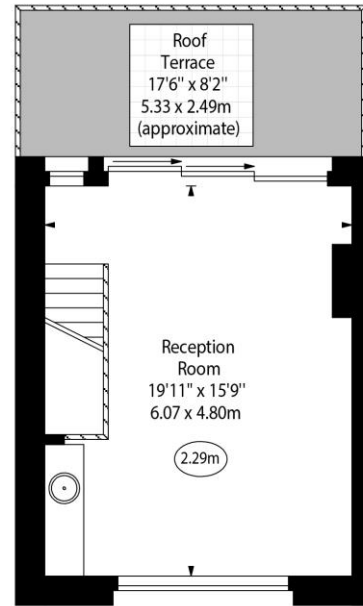 Roof
Terrace
17'6" x 8'2"
5.33 x 2.49m
(approximate)
Reception
Room
19'11" x 15'9"
6.07 x 4.80m
2.29m